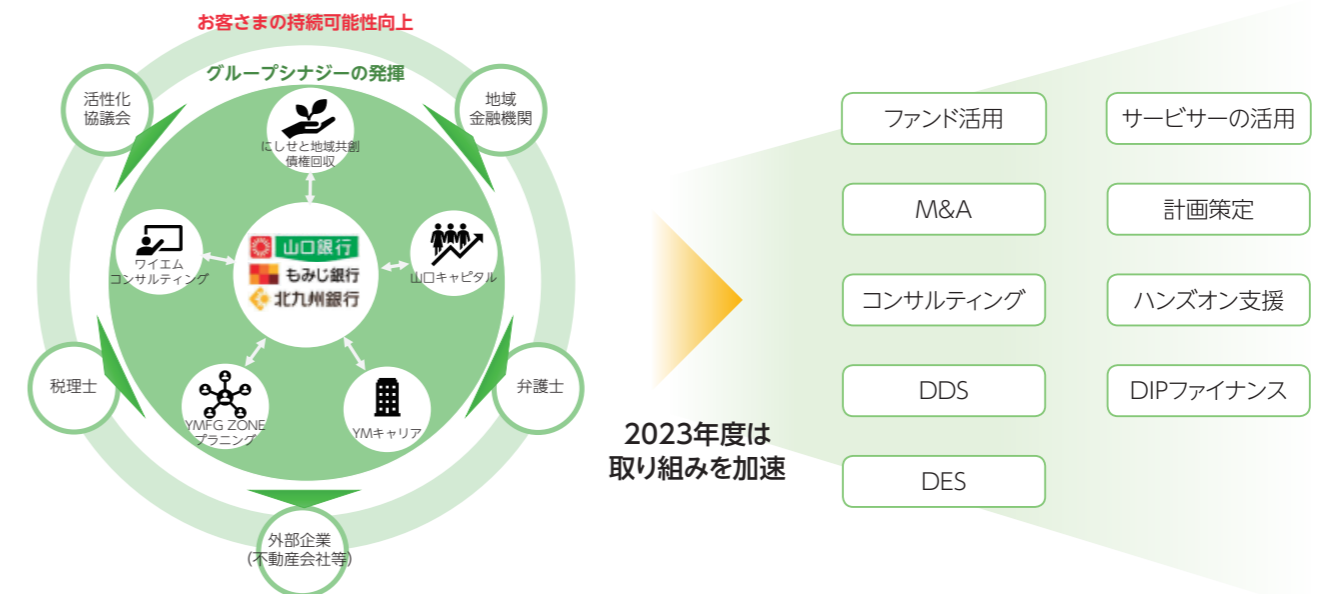 お客さまの持続可能性向上
グループシナジーの発揮
活性化
協議会
地域
金融機関
にしせと地域共創
債権回収
ワイエム
コンサルティング
山口銀行
もみじ銀行
北九州銀行
山口キャピタル
税理士
弁護士
YMFG ZONE
プラニング
YMキャリア
外部企業
(不動産会社等)
2023年度は
取り組みを加速
ファンド活用
サービサーの活用
M&A
計画策定
コンサルティング
ハンズオン支援
DDS
DIPファイナンス
DES